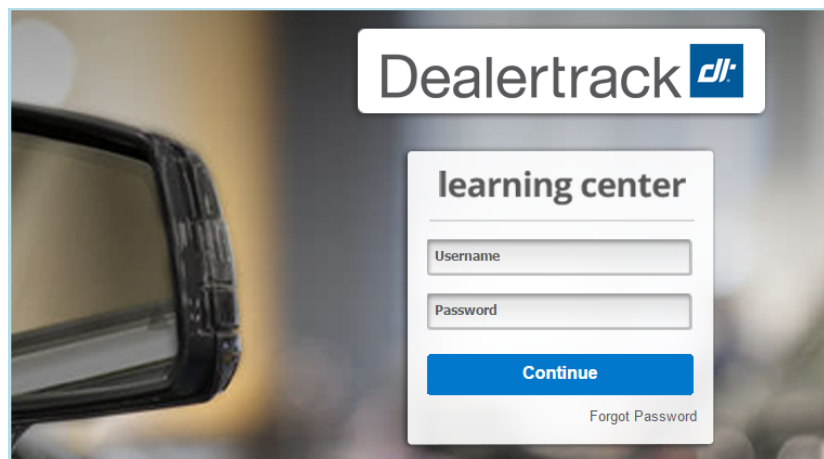 Dealertrack dt.
learning center
Username
Password
Continue
Forgot Password